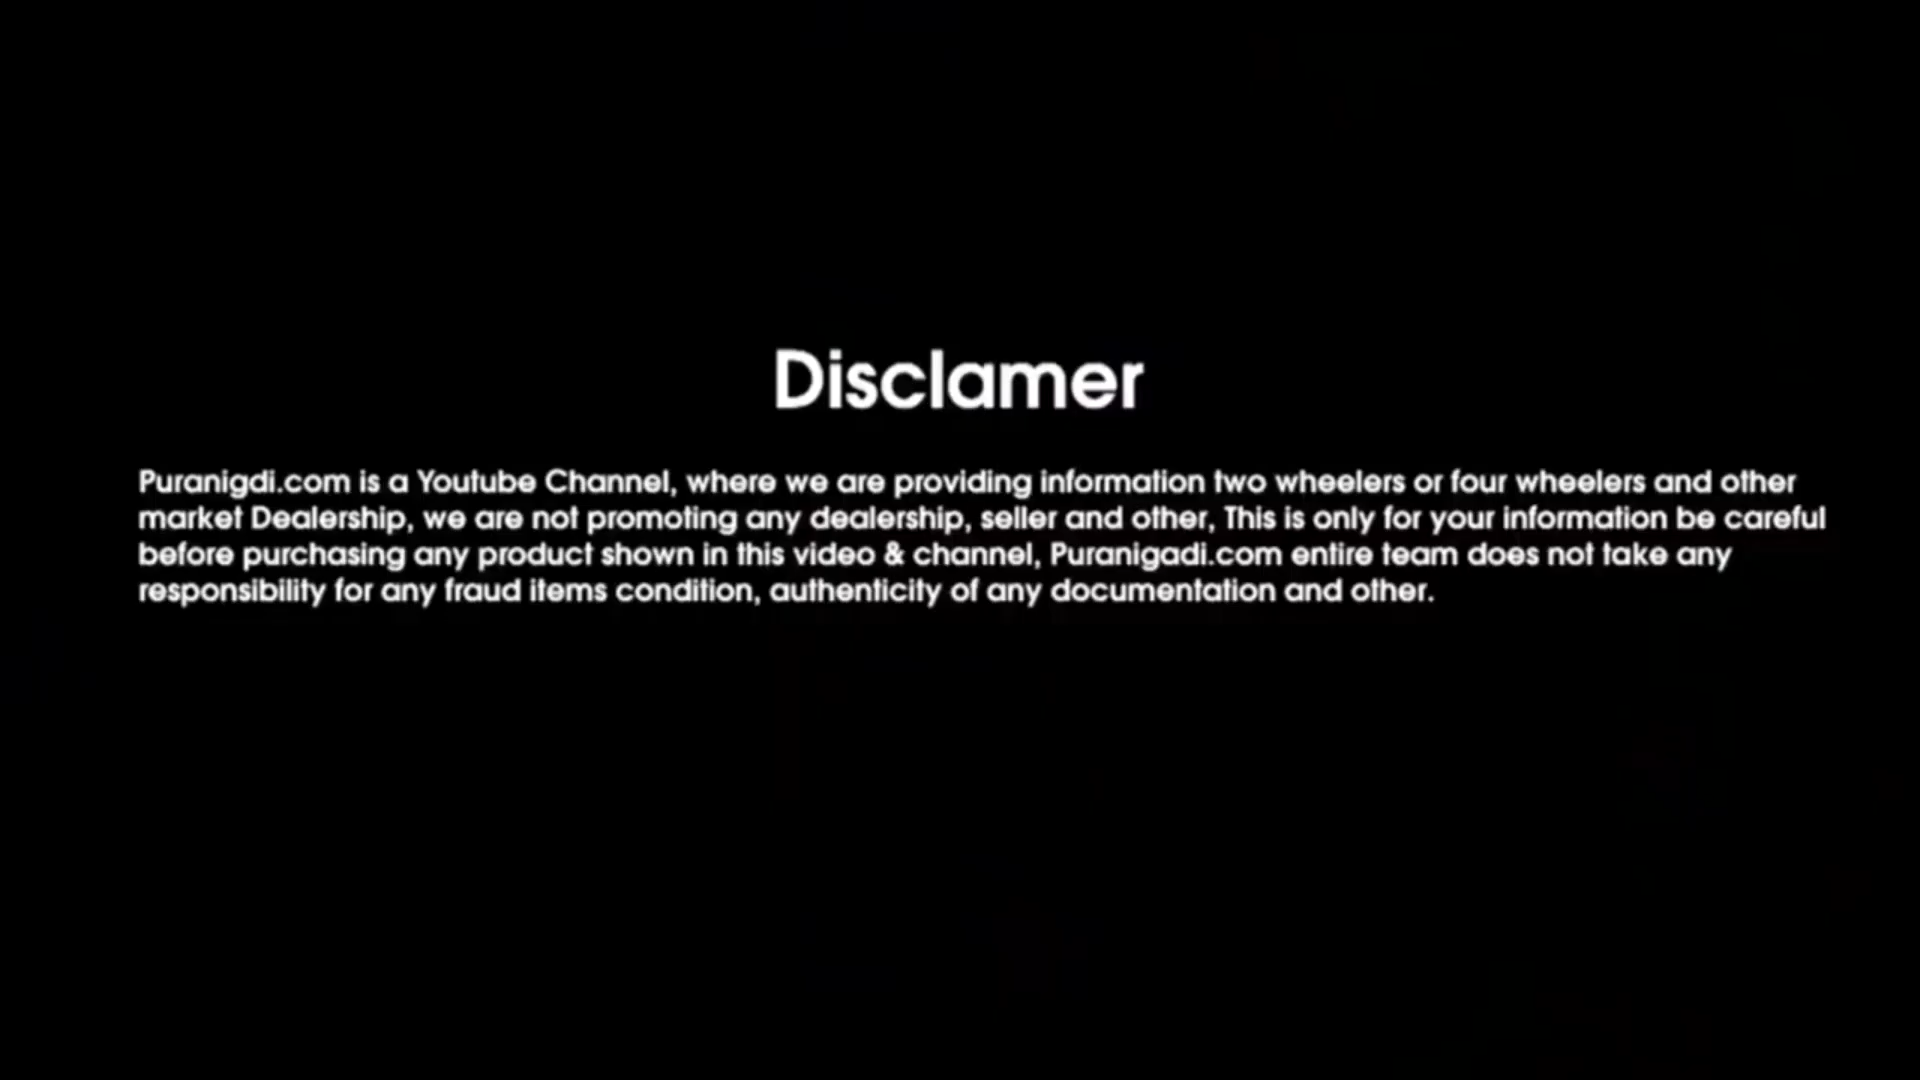 Disclamer
Puranigdi.com is a Youtube Channel, where we are providing information two wheelers or four wheelers and other
market Dealership, we are not promoting any dealership, seller and other, This is only for your information be careful
before purchasing any product shown in this video & channel, Puranigadi.com entire team does not take any
responsibility for any fraud items condition, authenticity of any documentation and other.